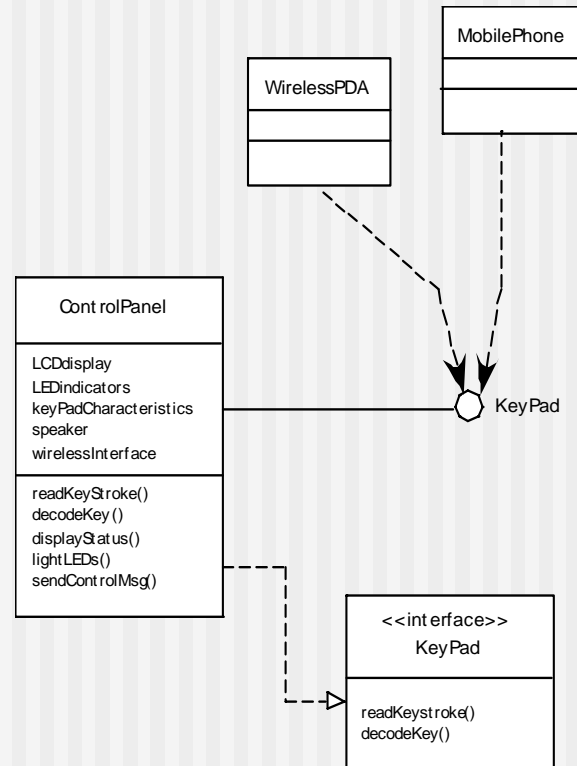 MobilePhone
WirelessPDA
ControlPanel
LCDdisplay
LEDindicators
keyPadCharacteristics
speaker
wirelessInterface
KeyPad
readKeyStroke()
decodeKey()
displayStatus()
lightLEDs()
sendControlMsg()
<<interface>>
KeyPad
readKeystroke()
decodeKey()